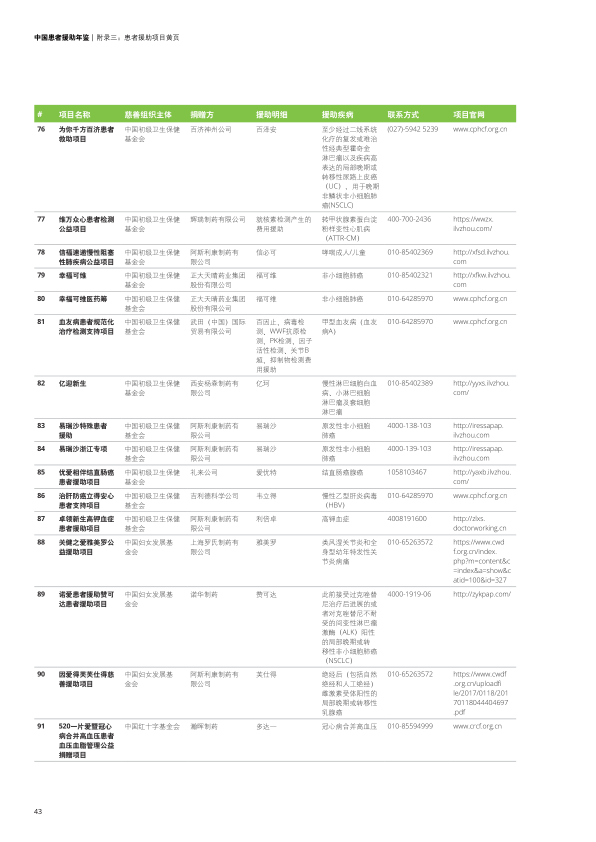 中国患者援助年鉴 | 附录三：患者援助项目黄页
# 项目名称 慈善组织主体 捐赠方 援助明细 援助疾病 联系方式 项目官网
76 为你千方百济患者 中国初级卫生保健 百济神州公司 百泽安 至少经过二线系统 (027)-5942 5239 www.cphcf.org.cn
救助项目 基金会 化疗的复发或难治
性经典型霍奇金
淋巴瘤以及疾病高
表达的局部晚期或
转移性尿路上皮癌
（UC），用于晚期
非鳞状非小细胞肺
癌(NSCLC)
77 维万众心患者检测 中国初级卫生保健 辉瑞制药有限公司 就核素检测产生的 转甲状腺素蛋白淀 400-700-2436 https://wwzx.
公益项目 基金会 费用援助 粉样变性心肌病 ilvzhou.com/
（ATTR-CM）
78 信福速递慢性阻塞 中国初级卫生保健 阿斯利康制药有 信必可 哮喘成人/儿童 010-85402369 http://xfsd.ilvzhou.
性肺疾病公益项目 基金会 限公司 com
79 幸福可维 中国初级卫生保健 正大天晴药业集团 福可维 非小细胞肺癌 010-85402321 http://xfkw.ilvzhou.
基金会 股份有限公司 com
80 幸福可维医药筹 中国初级卫生保健 正大天晴药业集团 福可维 非小细胞肺癌 010-64285970 www.cphcf.org.cn
基金会 股份有限公司
81 血友病患者规范化 中国初级卫生保健 武田（中国）国际 百因止，病毒检 甲型血友病（血友 010-64285970 www.cphcf.org.cn
治疗检测支持项目 基金会 贸易有限公司 测，WWF抗原检 病A）
测，PK检测，因子
活性检测，关节B
超，抑制物检测费
用援助
82 亿迎新生 中国初级卫生保健 西安杨森制药有 亿珂 慢性淋巴细胞白血 010-85402389 http://yyxs.ilvzhou.
基金会 限公司 病、小淋巴细胞 com/
淋巴瘤及套细胞
淋巴瘤
83 易瑞沙特殊患者 中国初级卫生保健 阿斯利康制药有 易瑞沙 原发性非小细胞 4000-138-103 http://iressapap.
援助 基金会 限公司 肺癌 ilvzhou.com
84 易瑞沙浙江专项 中国初级卫生保健 阿斯利康制药有 易瑞沙 原发性非小细胞 4000-139-103 http://iressapap.
基金会 限公司 肺癌 ilvzhou.com
85 优爱相伴结直肠癌 中国初级卫生保健 礼来公司 爱优特 结直肠癌腺癌 1058103467 http://yaxb.ilvzhou.
患者援助项目 基金会 com/
86 治肝防癌立得安心 中国初级卫生保健 吉利德科学公司 韦立得 慢性乙型肝炎病毒 010-64285970 www.cphcf.org.cn
患者支持项目 基金会 （HBV）
87 卓领新生高钾血症 中国初级卫生保健 阿斯利康制药有 利倍卓 高钾血症 4008191600 http://zlxs.
患者援助项目 基金会 限公司 doctorworking.cn
88 关健之爱雅美罗公 中国妇女发展基 上海罗氏制药有 雅美罗 类风湿关节炎和全 010-65263572 https://www.cwd
益援助项目 金会 限公司 身型幼年特发性关 f.org.cn/index.
节炎病痛 php?m=content&c
=index&a=show&c
atid=100&id=327
89 诺爱患者援助赞可 中国妇女发展基 诺华制药 赞可达 此前接受过克唑替 4000-1919-06 http://zykpap.com/
达患者援助项目 金会 尼治疗后进展的或
者对克唑替尼不耐
受的间变性淋巴瘤
激酶（ALK）阳性
的局部晚期或转
移性非小细胞肺癌
（NSCLC）
90 因爱得芙芙仕得慈 中国妇女发展基 阿斯利康制药有 芙仕得 绝经后（包括自然 010-65263572 https://www.cwdf
善援助项目 金会 限公司 绝经和人工绝经） .org.cn/uploadfi
雌激素受体阳性的 le/2017/0118/201
局部晚期或转移性 70118044404697
乳腺癌 .pdf
91 520一片爱暨冠心 中国红十字基金会 瀚晖制药 多达一 冠心病合并高血压 010-85594999 www.crcf.org.cn
病合并高血压患者
血压血脂管理公益
捐赠项目
43